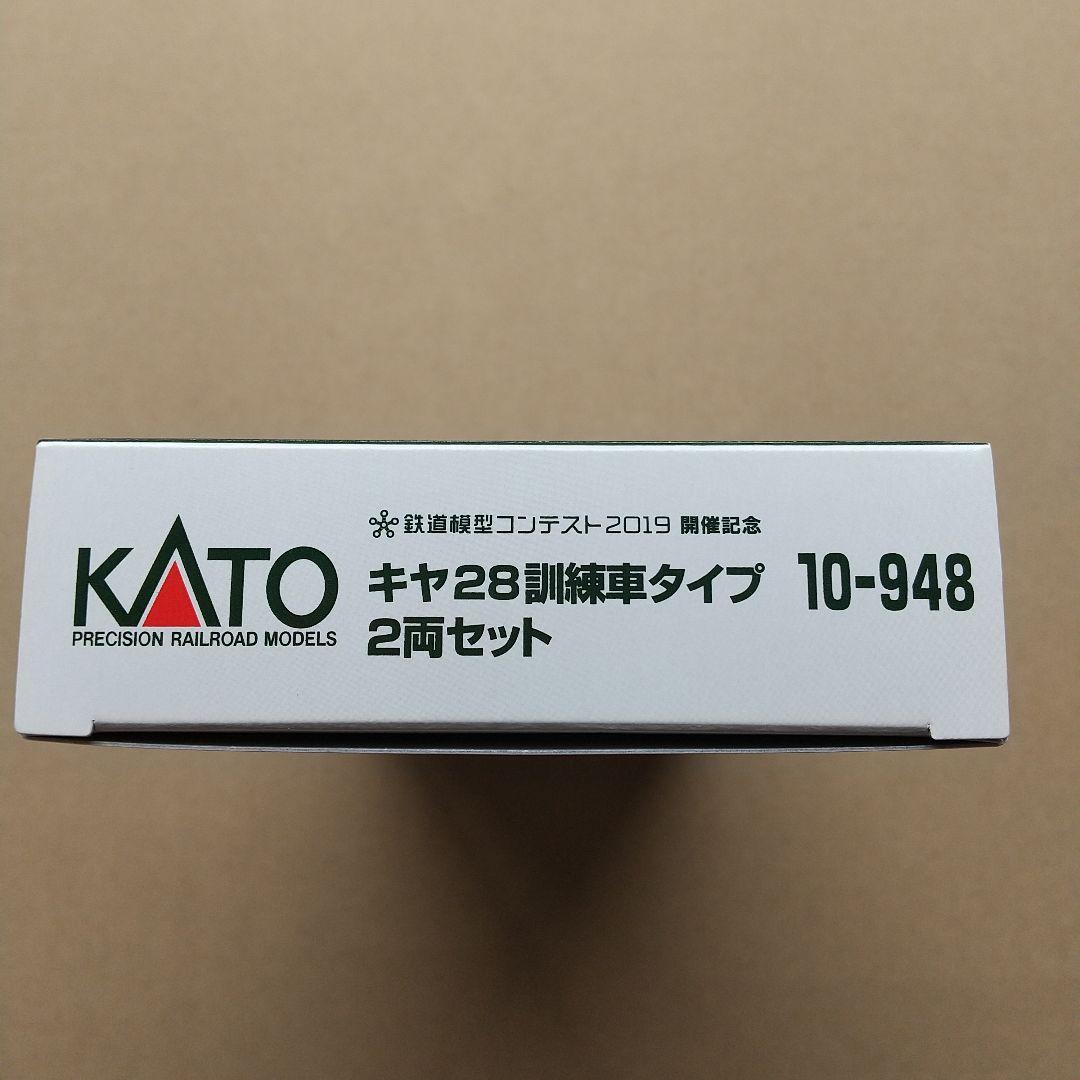 KATO
PRECISION RAILROAD MODELS
鉄道模型コンテスト2019 開催記念
キヤ28訓練車タイプ
2両セット
10-948